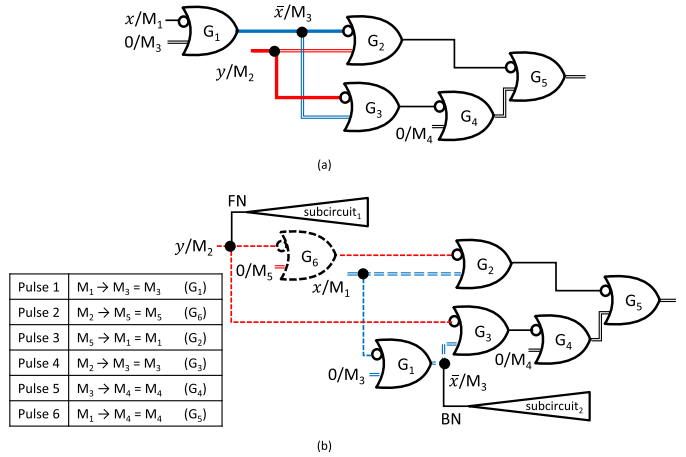 x̄/M₃
x/M₁
G₁
G₂
0/M₃
G₅
y/M₂
G₃
G₄
0/M₄
(a)
FN
subcircuit₁
y/M₂
G₆
G₂
0/M₅
x/M₁
G₅
Pulse 1 M₁ → M₃ = M₃ (G₁)
Pulse 2 M₂ → M₅ = M₅ (G₆)
Pulse 3 M₅ → M₁ = M₁ (G₂)
Pulse 4 M₂ → M₃ = M₃ (G₃)
Pulse 5 M₃ → M₄ = M₄ (G₄)
Pulse 6 M₁ → M₄ = M₄ (G₅)
G₃
G₄
0/M₄
G₁
0/M₃
x̄/M₃
BN
subcircuit₂
(b)